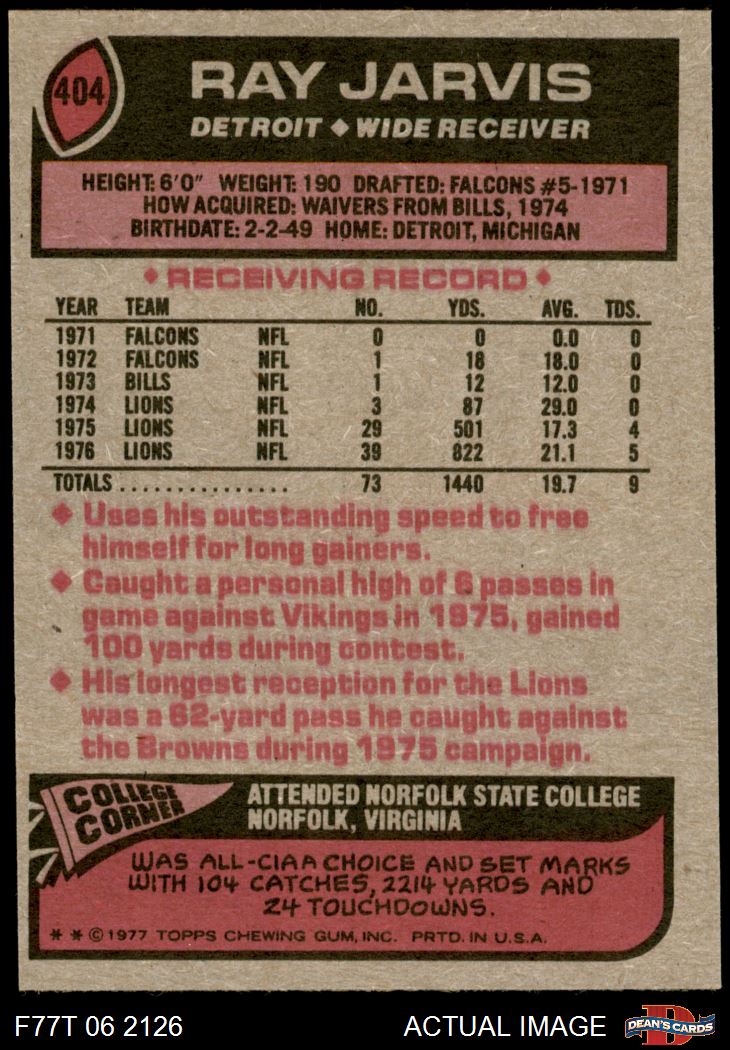 404
RAY JARVIS
DETROIT ◆ WIDE RECEIVER
HEIGHT: 6'0" WEIGHT: 190 DRAFTED: FALCONS #5-1971
HOW ACQUIRED: WAIVERS FROM BILLS, 1974
BIRTHDATE: 2-2-49 HOME: DETROIT, MICHIGAN
◆ RECEIVING RECORD ◆
YEAR TEAM NO. YDS. AVG. TDS.
1971 FALCONS NFL 0 0 0.0 0
1972 FALCONS NFL 1 18 18.0 0
1973 BILLS NFL 1 12 12.0 0
1974 LIONS NFL 3 87 29.0 0
1975 LIONS NFL 29 501 17.3 4
1976 LIONS NFL 39 822 21.1 5
TOTALS ................ 73 1440 19.7 9
◆ Uses his outstanding speed to free
himself for long gainers.
◆ Caught a personal high of 6 passes in
game against Vikings in 1975, gained
100 yards during contest.
◆ His longest reception for the Lions
was a 62-yard pass he caught against
the Browns during 1975 campaign.
COLLEGE
CORNER
ATTENDED NORFOLK STATE COLLEGE
NORFOLK, VIRGINIA
WAS ALL-CIAA CHOICE AND SET MARKS
WITH 104 CATCHES, 2214 YARDS AND
24 TOUCHDOWNS.
* * © 1977 TOPPS CHEWING GUM, INC. PRTD. IN U.S.A.
F77T 06 2126
ACTUAL IMAGE
D
DEAN'S CARDS